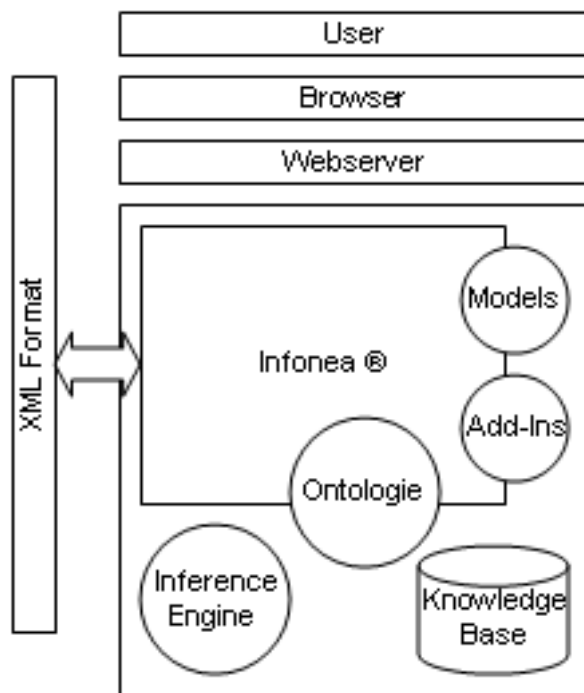 User
Browser
Webserver
XML Format
Models
Infonea ®
Add-Ins
Ontologie
Inference
Engine
Knowledge
Base